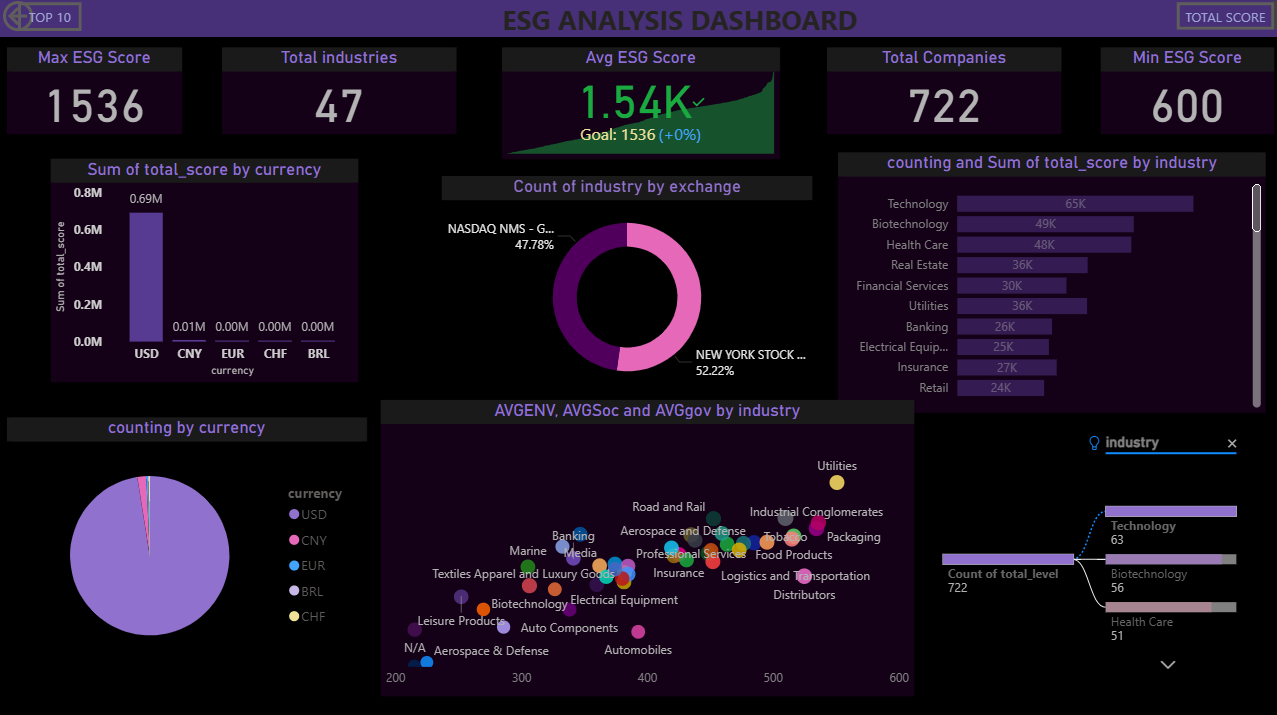 TOP 10
ESG ANALYSIS DASHBOARD
TOTAL SCORE
Max ESG Score
1536
Total industries
47
Avg ESG Score
1.54K
Goal: 1536 (+0%)
Total Companies
722
Min ESG Score
600
Sum of total_score by currency
Sum of total_score
0.8M
0.6M
0.4M
0.2M
0.0M
0.69M
0.01M
0.00M
0.00M
0.00M
USD
CNY
EUR
CHF
BRL
currency
Count of industry by exchange
NASDAQ NMS - G...
47.78%
NEW YORK STOCK ...
52.22%
counting and Sum of total_score by industry
Technology 65K
Biotechnology 49K
Health Care 48K
Real Estate 36K
Financial Services 30K
Utilities 36K
Banking 26K
Electrical Equip... 25K
Insurance 27K
Retail 24K
counting by currency
currency
USD
CNY
EUR
BRL
CHF
AVGENV, AVGSoc and AVGgov by industry
Utilities
Road and Rail
Industrial Conglomerates
Aerospace and Defense
Banking
Tobacco
Packaging
Marine
Media
Professional Services
Food Products
Textiles Apparel and Luxury Goods
Insurance
Logistics and Transportation
Distributors
Biotechnology
Electrical Equipment
Leisure Products
Auto Components
N/A
Aerospace & Defense
Automobiles
200
300
400
500
600
industry
Count of total_level
722
Technology
63
Biotechnology
56
Health Care
51